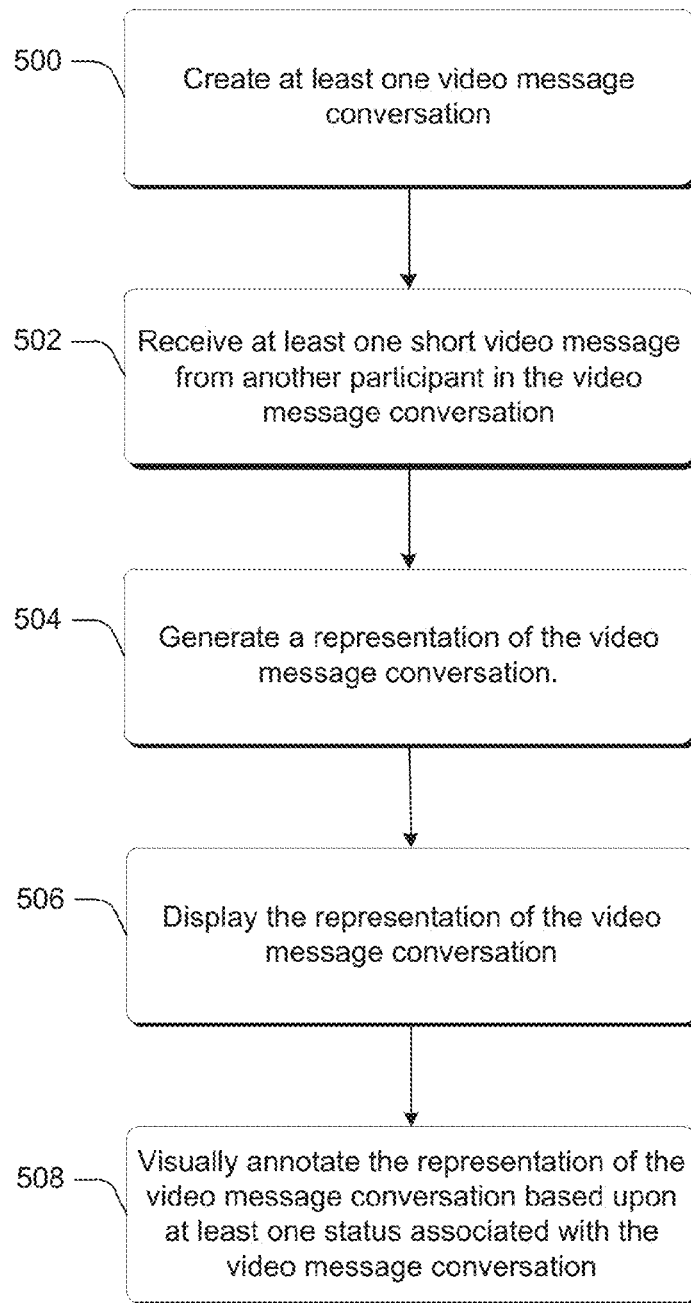 500
Create at least one video message
conversation
502
Receive at least one short video message
from another participant in the video
message conversation
504
Generate a representation of the video
message conversation.
506
Display the representation of the video
message conversation
508
Visually annotate the representation of the
video message conversation based upon
at least one status associated with the
video message conversation